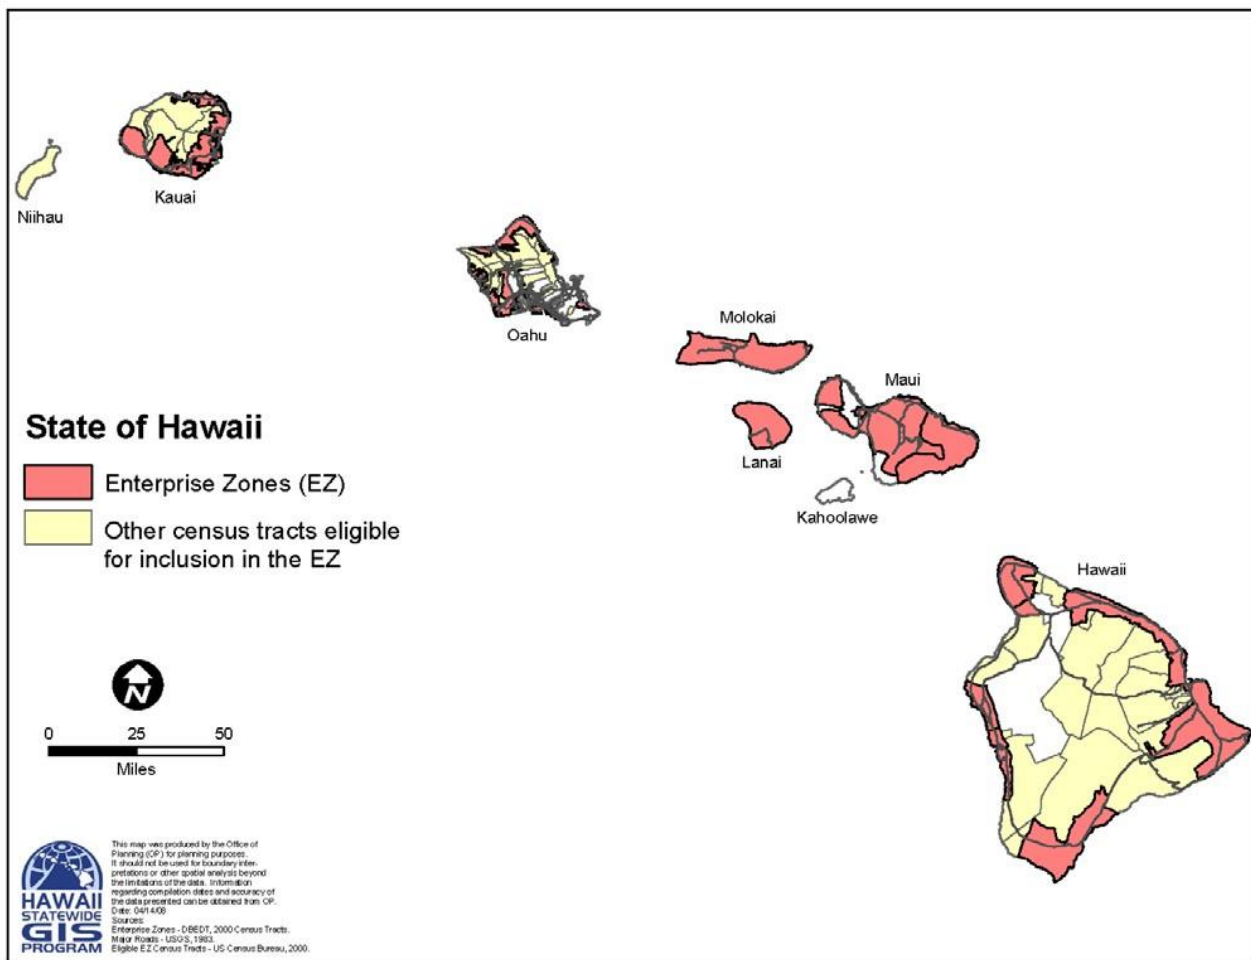 Niihau
Kauai
Oahu
Molokai
Maui
Lanai
Kahoolawe
Hawaii
State of Hawaii
Enterprise Zones (EZ)
Other census tracts eligible
for inclusion in the EZ
N
0 25 50
Miles
HAWAII
STATEWIDE
GIS
PROGRAM
This map was produced by the Office of
Planning (OP) for planning purposes.
It should not be used for boundary inter-
pretations or other spatial analysis beyond
the limitations of the data. Information
regarding compilation dates and accuracy of
the data presented can be obtained from OP.
Date: 04/14/08
Sources:
Enterprise Zones - DBEDT, 2000 Census Tracts.
Major Roads - USGS, 1983.
Eligible EZ Census Tracts - US Census Bureau, 2000.